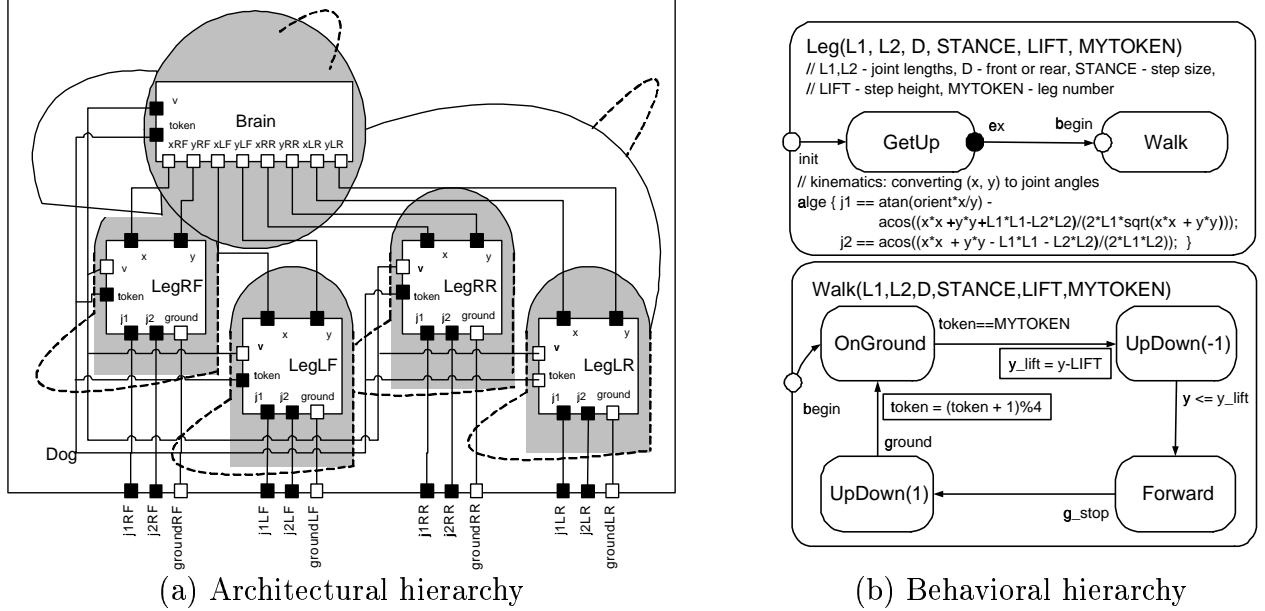 v
token
Brain
xRF yRF xLF yLF xRR yRR xLR yLR
x y
v
LegRF
token
j1 j2 ground
x y
v
LegLF
token
j1 j2 ground
x y
v
LegRR
token
j1 j2 ground
x y
v
LegLR
token
j1 j2 ground
Dog
j1RF
j2RF
groundRF
j1LF
j2LF
groundLF
j1RR
j2RR
groundRR
j1LR
j2LR
groundLR
(a) Architectural hierarchy
Leg(L1, L2, D, STANCE, LIFT, MYTOKEN)
// L1,L2 - joint lengths, D - front or rear, STANCE - step size,
// LIFT - step height, MYTOKEN - leg number
init
GetUp
ex
begin
Walk
// kinematics: converting (x, y) to joint angles
alge { j1 == atan(orient*x/y) -
acos((x*x +y*y+L1*L1-L2*L2)/(2*L1*sqrt(x*x + y*y)));
j2 == acos((x*x + y*y - L1*L1 - L2*L2)/(2*L1*L2)); }
Walk(L1,L2,D,STANCE,LIFT,MYTOKEN)
begin
OnGround
token==MYTOKEN
y_lift = y-LIFT
UpDown(-1)
y <= y_lift
Forward
g_stop
UpDown(1)
ground
token = (token + 1)%4
(b) Behavioral hierarchy